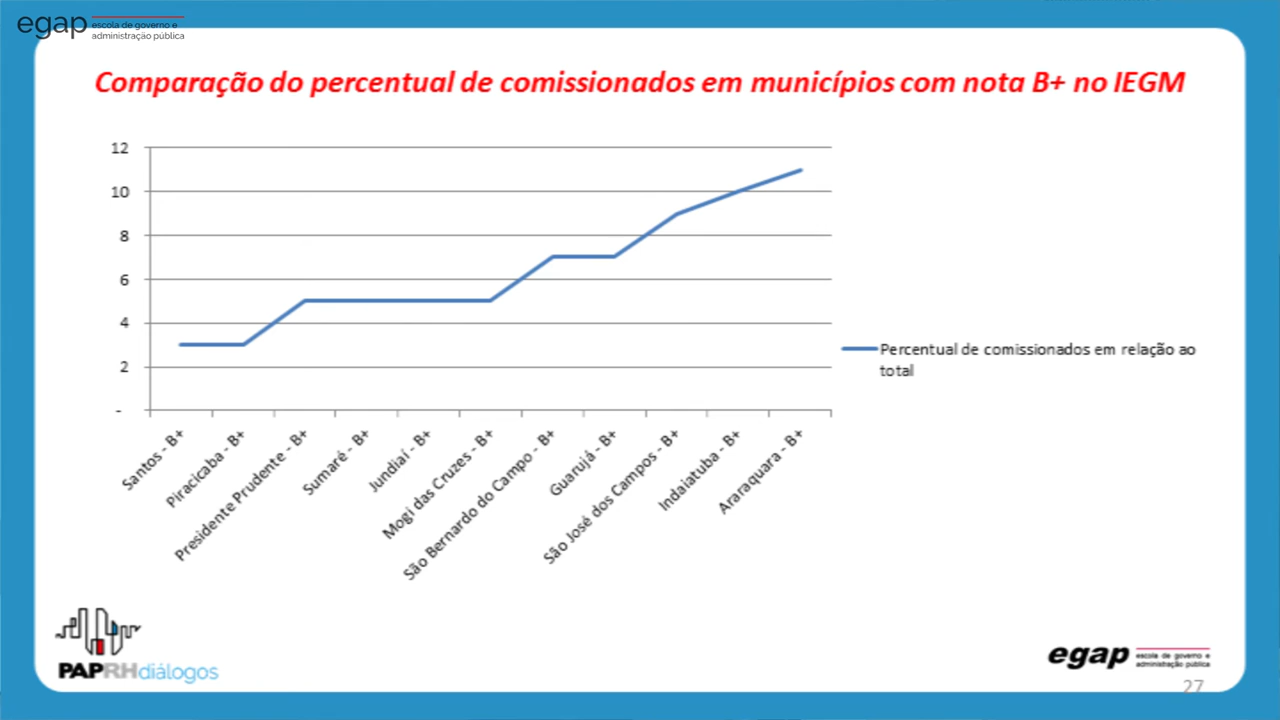 egap escola de governo e
administração pública
Comparação do percentual de comissionados em municípios com nota B+ no IEGM
12
10
8
6
4
2
-
Santos - B+
Piracicaba - B+
Presidente Prudente - B+
Sumaré - B+
Jundiaí - B+
Mogi das Cruzes - B+
São Bernardo do Campo - B+
Guarujá - B+
São José dos Campos - B+
Indaiatuba - B+
Araraquara - B+
Percentual de comissionados em relação ao
total
PAPRHdiálogos
egap escola de governo e
administração pública
27